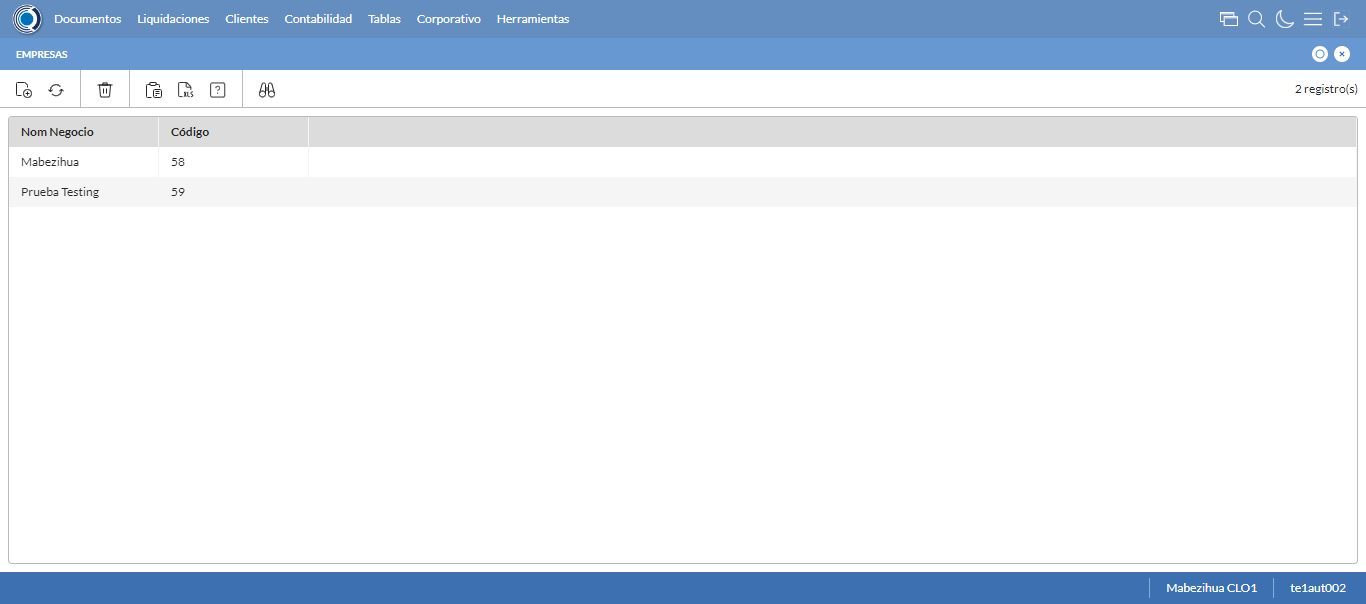 Documentos Liquidaciones Clientes Contabilidad Tablas Corporativo Herramientas
EMPRESAS
XLS ? 2 registro(s)
Nom Negocio Código
Mabezihua 58
Prueba Testing 59
Mabezihua CLO1 te1aut002